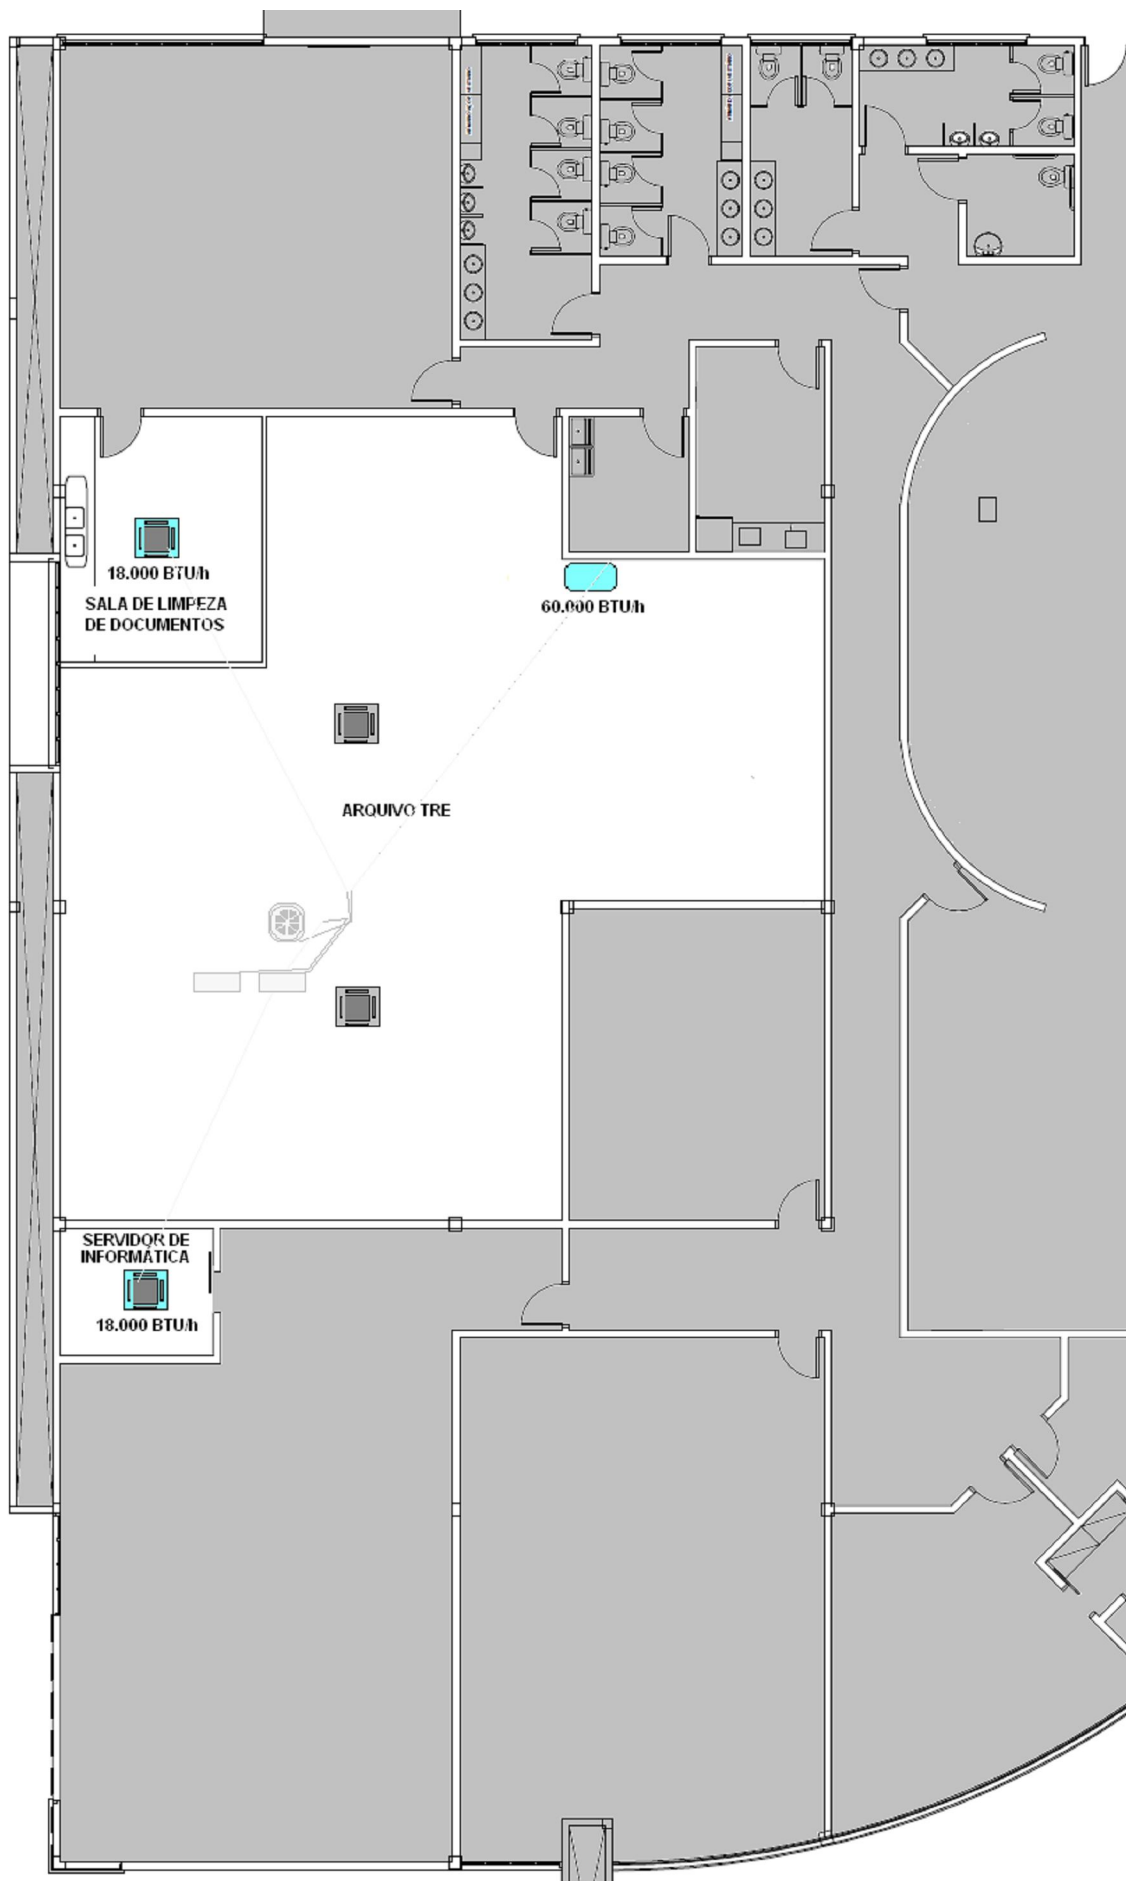 18.000 BTU/h
SALA DE LIMPEZA
DE DOCUMENTOS
60.000 BTU/h
ARQUIVO TRE
SERVIDOR DE
INFORMÁTICA
18.000 BTU/h